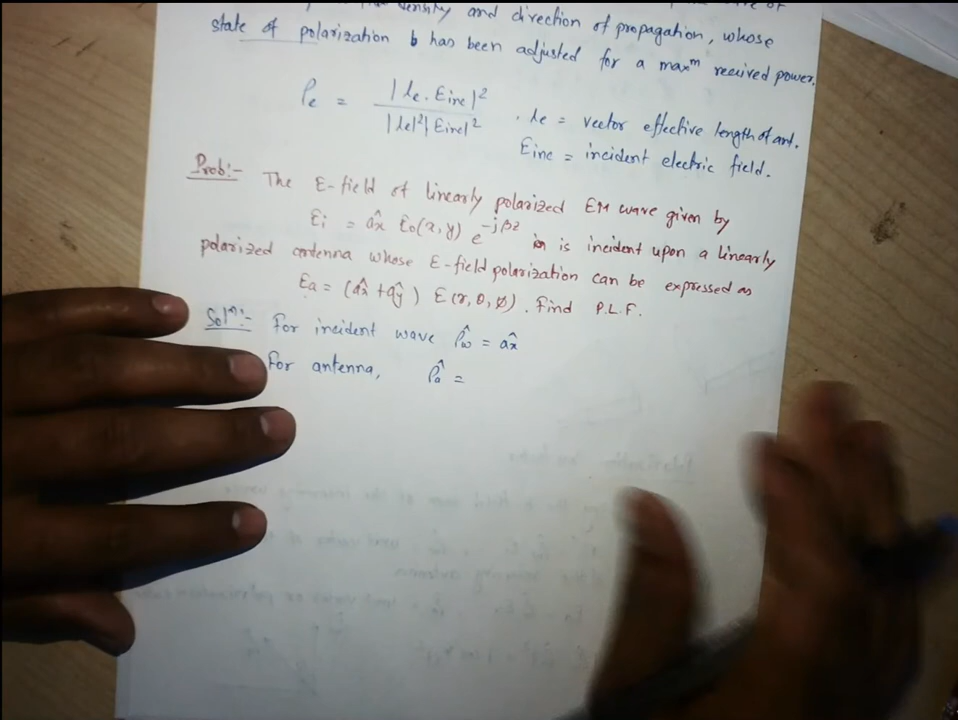 density and direction of propagation, whose
state of polarization b has been adjusted for a maxᵐ received power.
Pe = |le . Einc|² / |le|² |Einc|² . le = vector effective length of ant.
Einc = incident electric field.
Prob:- The E-field of linearly polarized EM wave given by
Ei = âx E₀(x,y) e^-jβz is incident upon a linearly
polarized antenna whose E-field polarization can be expressed as
Ea = (âx + ây) E(r,θ,φ). Find P.L.F.
Solⁿ:- For incident wave ρ̂w = âx
For antenna, ρ̂a =